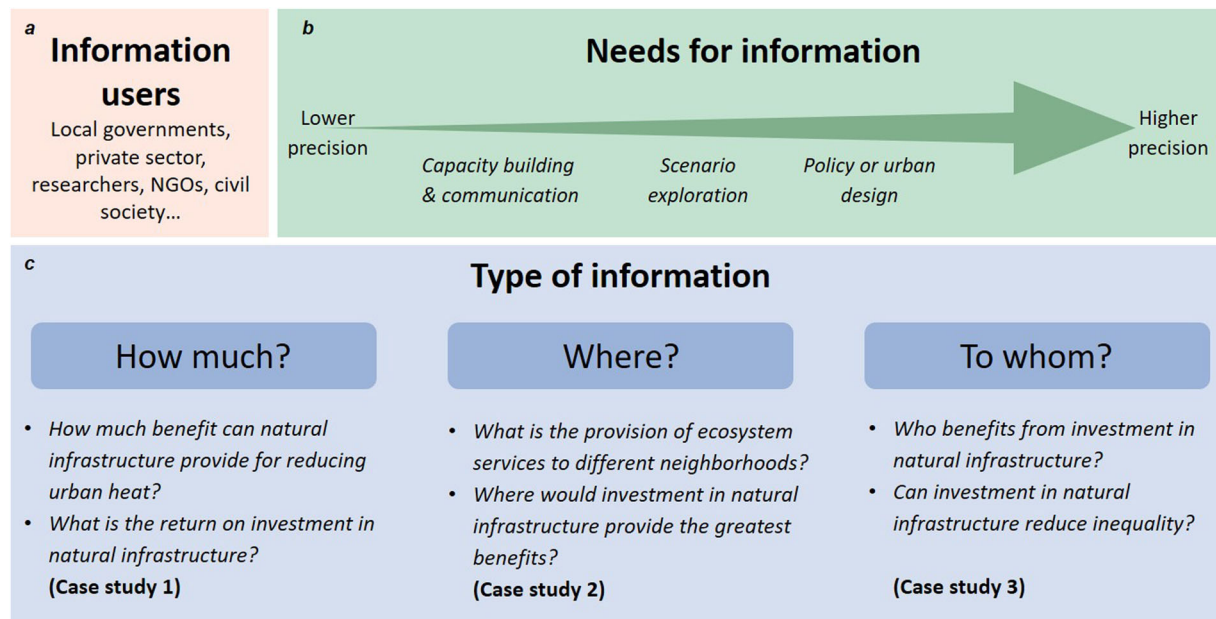 a
Information
users
Local governments,
private sector,
researchers, NGOs, civil
society...
b
Needs for information
Lower
precision
Higher
precision
Capacity building
& communication
Scenario
exploration
Policy or urban
design
c
Type of information
How much?
• How much benefit can natural
infrastructure provide for reducing
urban heat?
• What is the return on investment in
natural infrastructure?
(Case study 1)
Where?
• What is the provision of ecosystem
services to different neighborhoods?
• Where would investment in natural
infrastructure provide the greatest
benefits?
(Case study 2)
To whom?
• Who benefits from investment in
natural infrastructure?
• Can investment in natural
infrastructure reduce inequality?
(Case study 3)